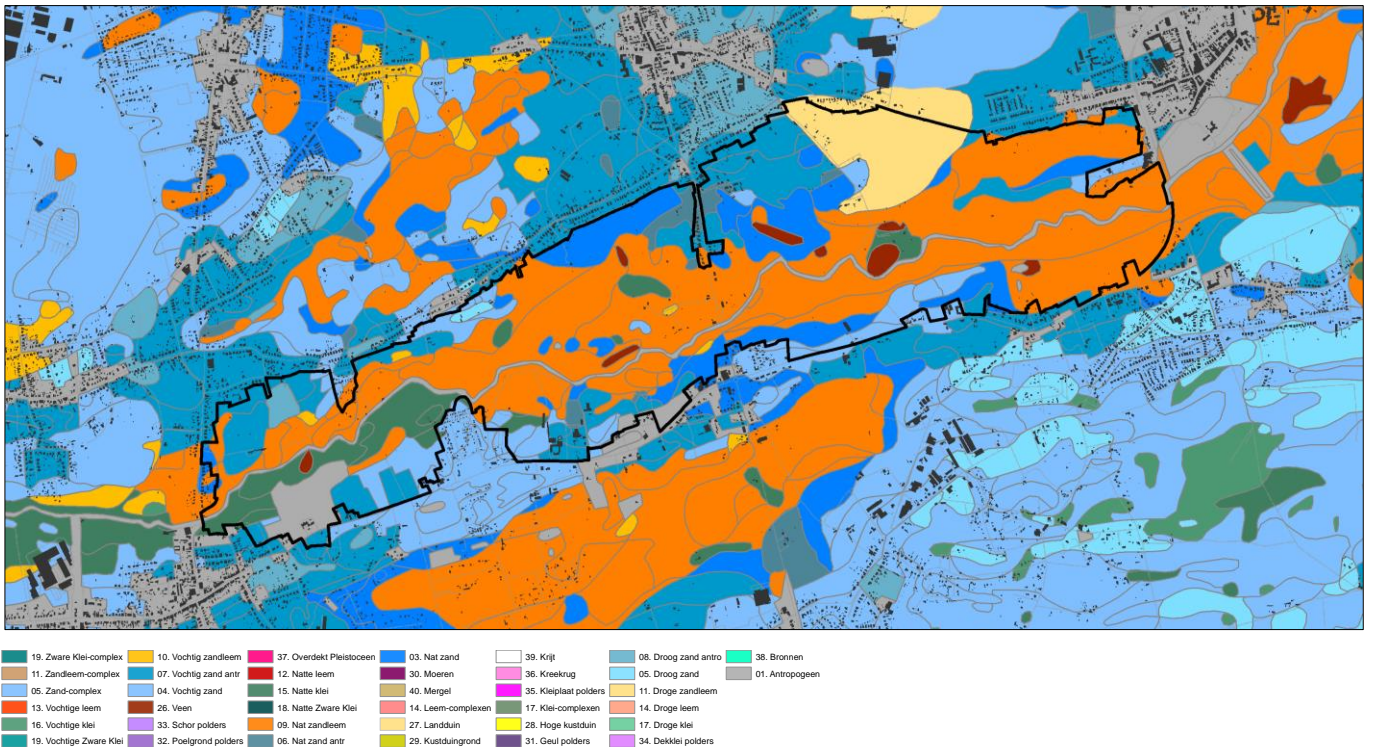 19. Zware Klei-complex
11. Zandleem-complex
05. Zand-complex
13. Vochtige leem
16. Vochtige klei
19. Vochtige Zware Klei
10. Vochtig zandleem
07. Vochtig zand antr
04. Vochtig zand
26. Veen
33. Schor polders
32. Poelgrond polders
37. Overdekt Pleistoceen
12. Natte leem
15. Natte klei
18. Natte Zware Klei
09. Nat zandleem
06. Nat zand antr
03. Nat zand
30. Moeren
40. Mergel
14. Leem-complexen
27. Landduin
29. Kustduingrond
39. Krijt
36. Kreekrug
35. Kleiplaat polders
17. Klei-complexen
28. Hoge kustduin
31. Geul polders
08. Droog zand antro
05. Droog zand
11. Droge zandleem
14. Droge leem
17. Droge klei
34. Dekklei polders
38. Bronnen
01. Antropogeen